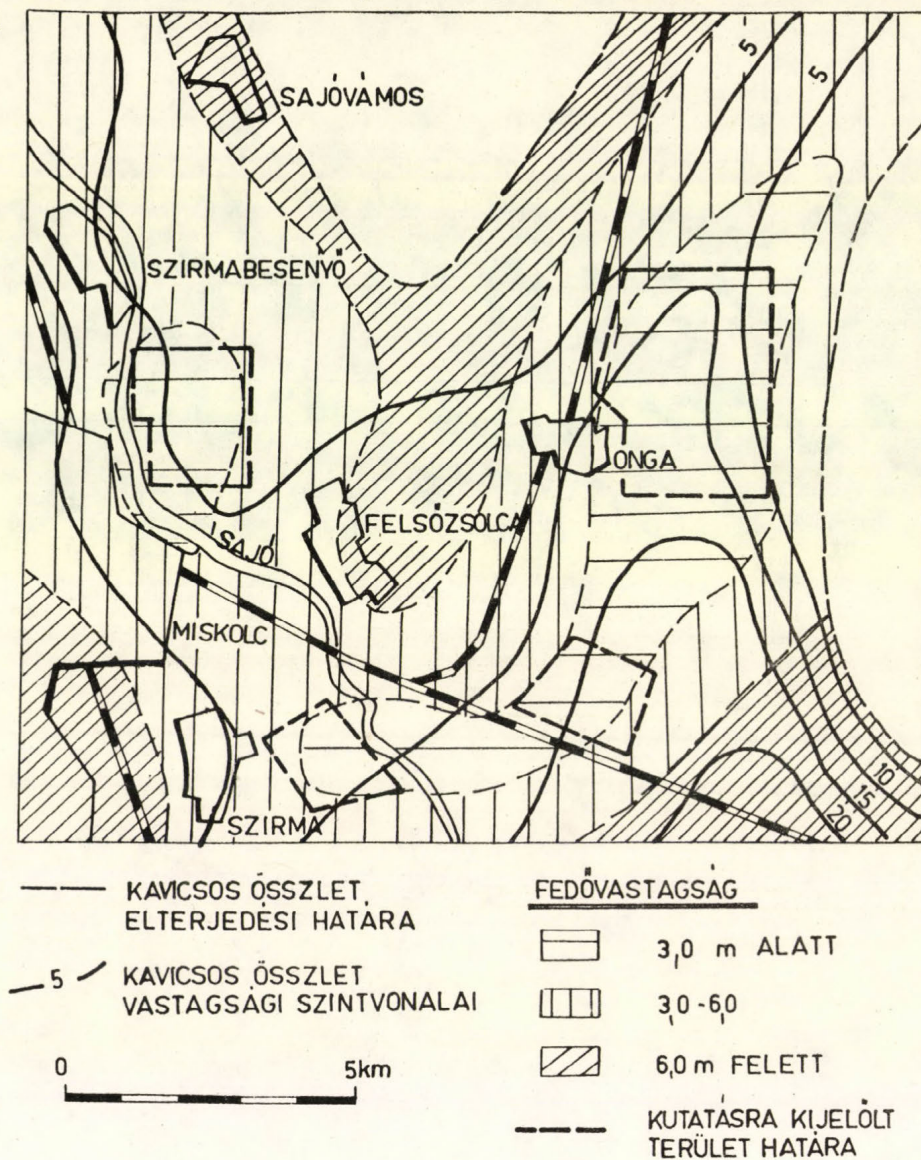 SAJÓVÁMOS
5
5
SZIRMABESENYŐ
ONGA
FELSŐZSOLCA
SAJÓ
MISKOLC
SZIRMA
10
15
20
KAVICSOS ÖSSZLET
ELTERJEDÉSI HATÁRA
5 KAVICSOS ÖSSZLET
VASTAGSÁGI SZINTVONALAI
0 5km
FEDŐVASTAGSÁG
3,0 m ALATT
3,0-6,0
6,0 m FELETT
KUTATÁSRA KIJELÖLT
TERÜLET HATÁRA